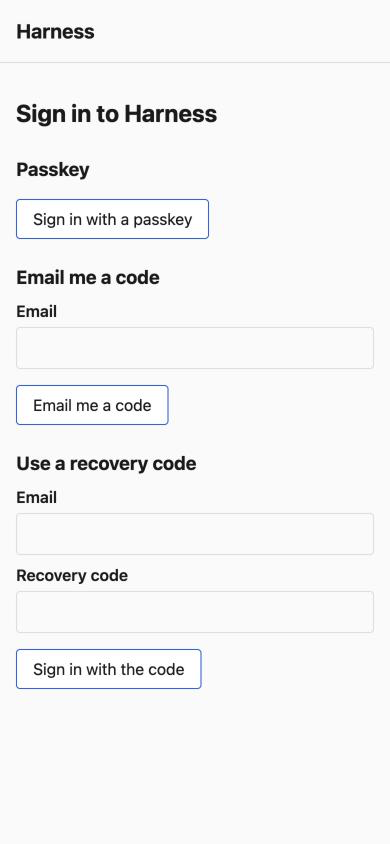 Harness
Sign in to Harness
Passkey
Sign in with a passkey
Email me a code
Email
Email me a code
Use a recovery code
Email
Recovery code
Sign in with the code